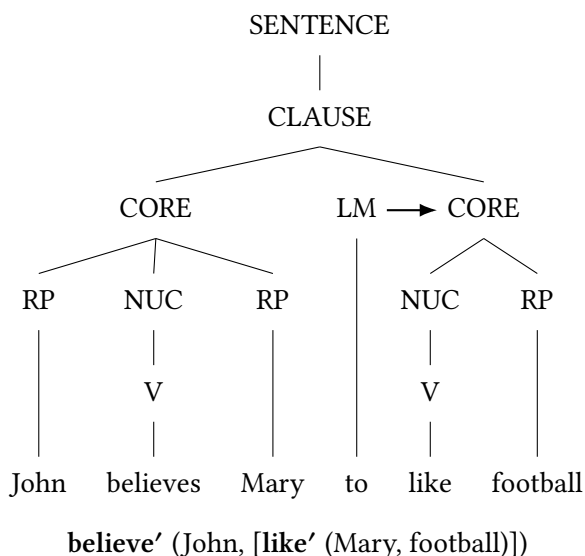 SENTENCE
CLAUSE
CORE LM CORE
RP NUC RP NUC RP
V V
John believes Mary to like football
believe′ (John, [like′ (Mary, football)])